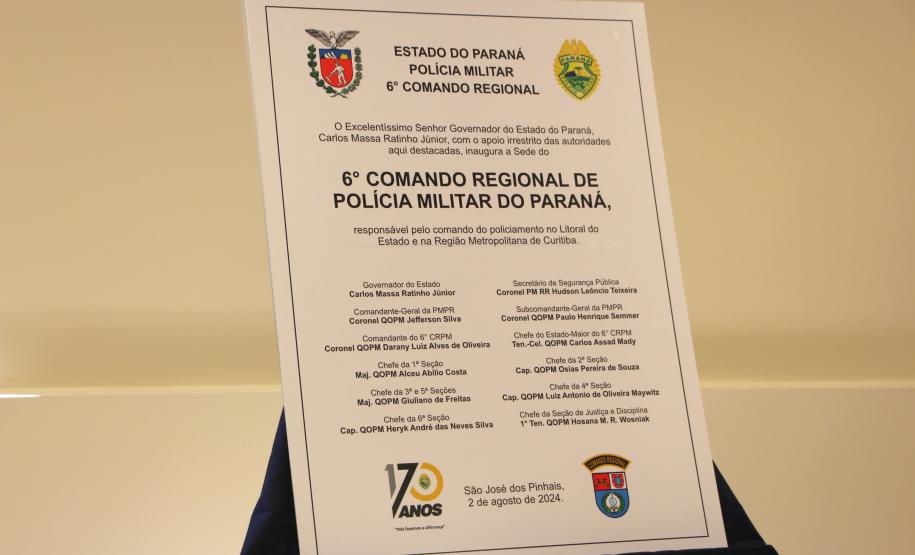 ESTADO DO PARANÁ
POLÍCIA MILITAR
6° COMANDO REGIONAL
PARANÁ
O Excelentíssimo Senhor Governador do Estado do Paraná,
Carlos Massa Ratinho Júnior, com o apoio irrestrito das autoridades
aqui destacadas, inaugura a Sede do
6° COMANDO REGIONAL DE
POLÍCIA MILITAR DO PARANÁ,
responsável pelo comando do policiamento no Litoral do
Estado e na Região Metropolitana de Curitiba.
Governador do Estado
Carlos Massa Ratinho Júnior
Secretário de Segurança Pública
Coronel PM RR Hudson Leôncio Teixeira
Comandante-Geral da PMPR
Coronel QOPM Jefferson Silva
Subcomandante-Geral da PMPR
Coronel QOPM Paulo Henrique Semmer
Comandante do 6° CRPM
Coronel QOPM Darany Luiz Alves de Oliveira
Chefe do Estado-Maior do 6° CRPM
Ten.-Cel. QOPM Carlos Assad Mady
Chefe da 1ª Seção
Maj. QOPM Alceu Abílio Costa
Chefe da 2ª Seção
Cap. QOPM Osias Pereira de Souza
Chefe da 3ª e 5ª Seções
Maj. QOPM Giuliano de Freitas
Chefe da 4ª Seção
Cap. QOPM Luiz Antonio de Oliveira Maywitz
Chefe da 6ª Seção
Cap. QOPM Heryk André das Neves Silva
Chefe da Seção de Justiça e Disciplina
1° Ten. QOPM Hosana M. R. Wosniak
170
ANOS
"Nós fazemos a diferença"
São José dos Pinhais,
2 de agosto de 2024.
COMANDO REGIONAL